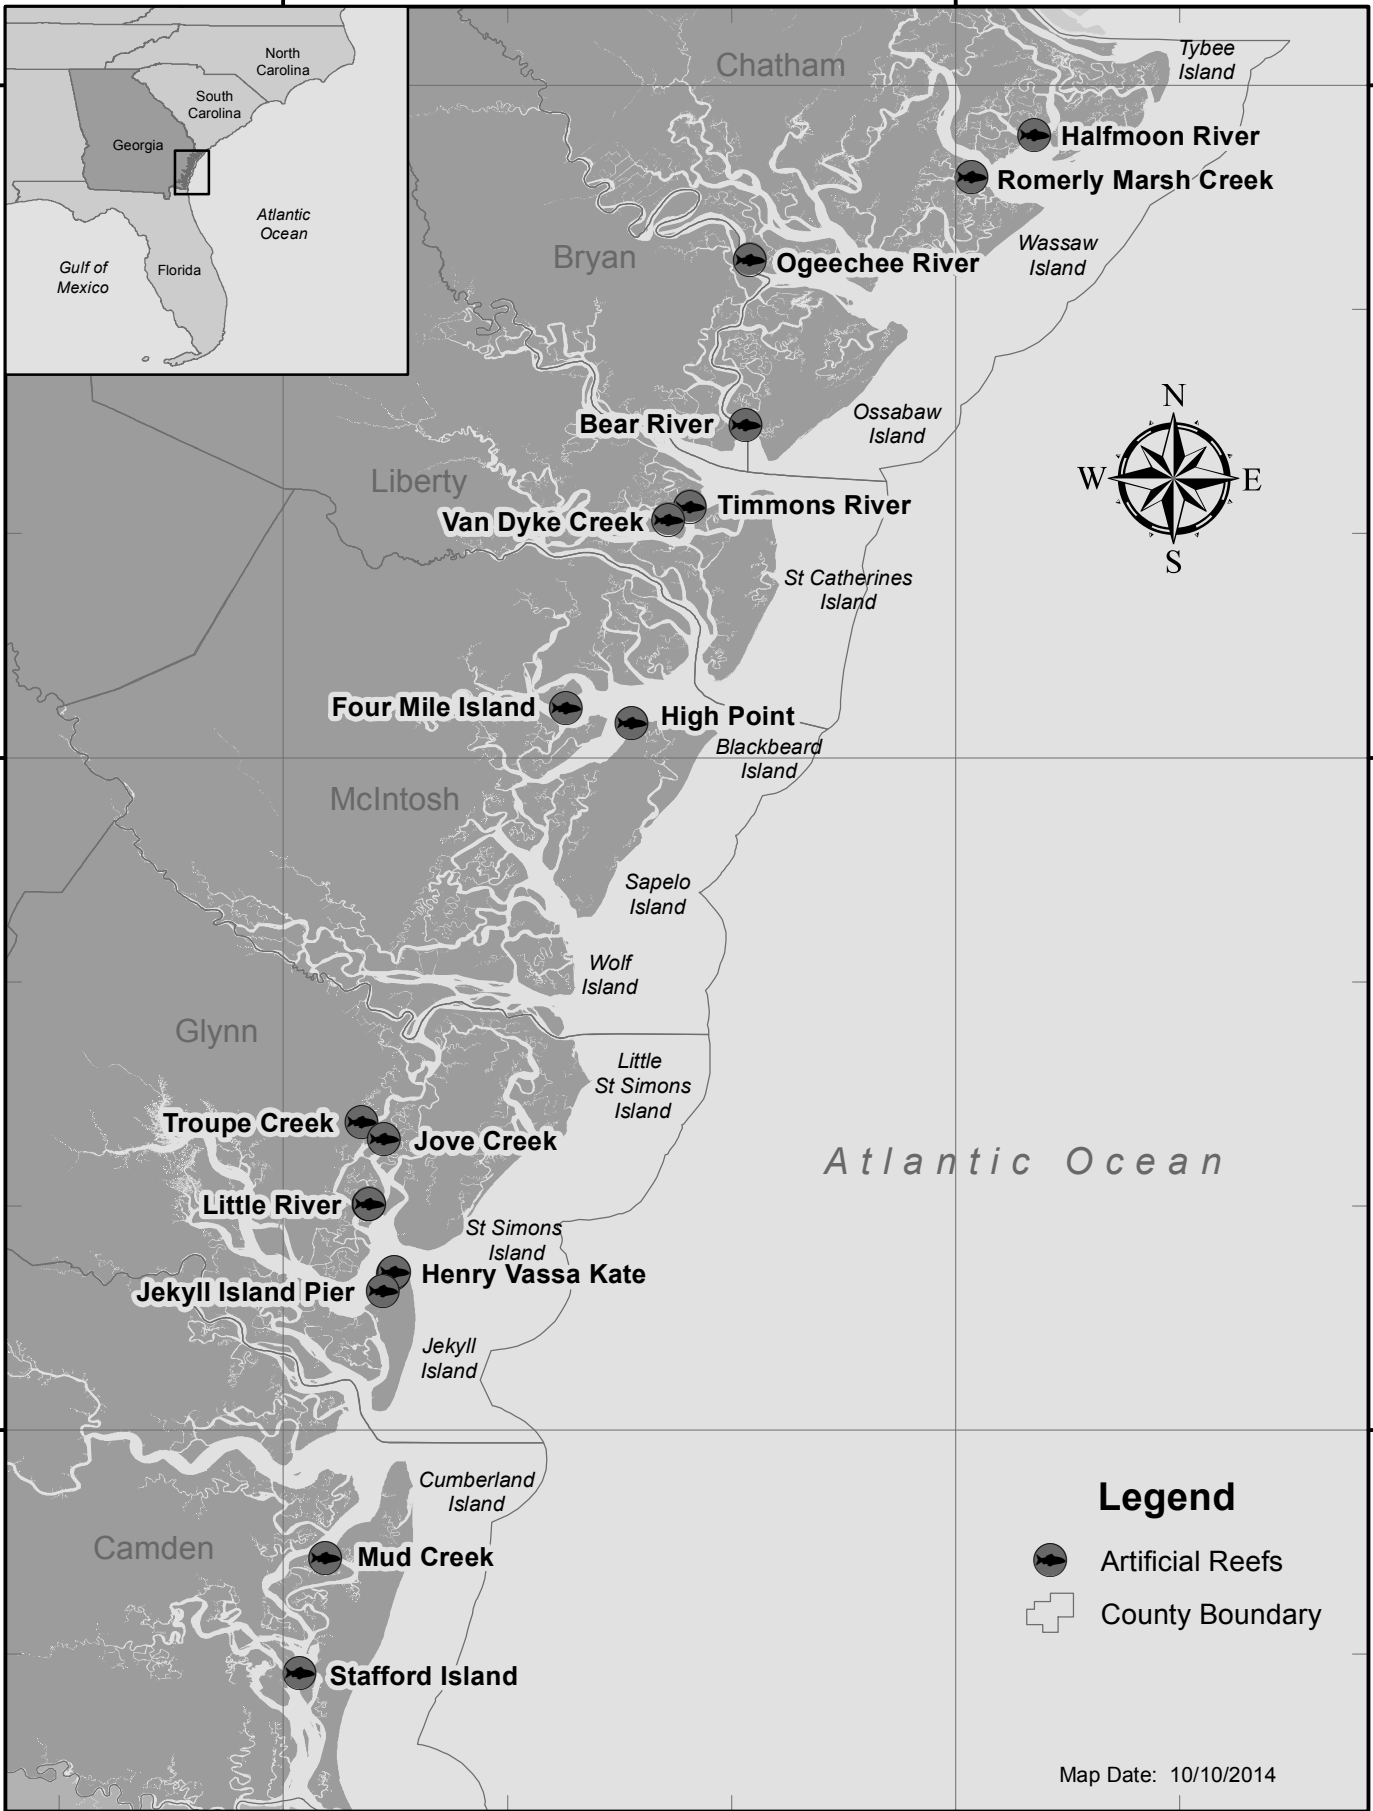 North
Carolina
South
Carolina
Georgia
Atlantic
Ocean
Gulf of
Mexico
Florida
Chatham
Tybee
Island
Halfmoon River
Romerly Marsh Creek
Wassaw
Island
Bryan
Ogeechee River
Ossabaw
Island
Bear River
N
W
E
S
Liberty
Timmons River
Van Dyke Creek
St Catherines
Island
Four Mile Island
High Point
Blackbeard
Island
McIntosh
Sapelo
Island
Wolf
Island
Glynn
Little
St Simons
Island
Troupe Creek
Jove Creek
Atlantic Ocean
Little River
St Simons
Island
Henry Vassa Kate
Jekyll Island Pier
Jekyll
Island
Cumberland
Island
Camden
Mud Creek
Stafford Island
Legend
Artificial Reefs
County Boundary
Map Date: 10/10/2014